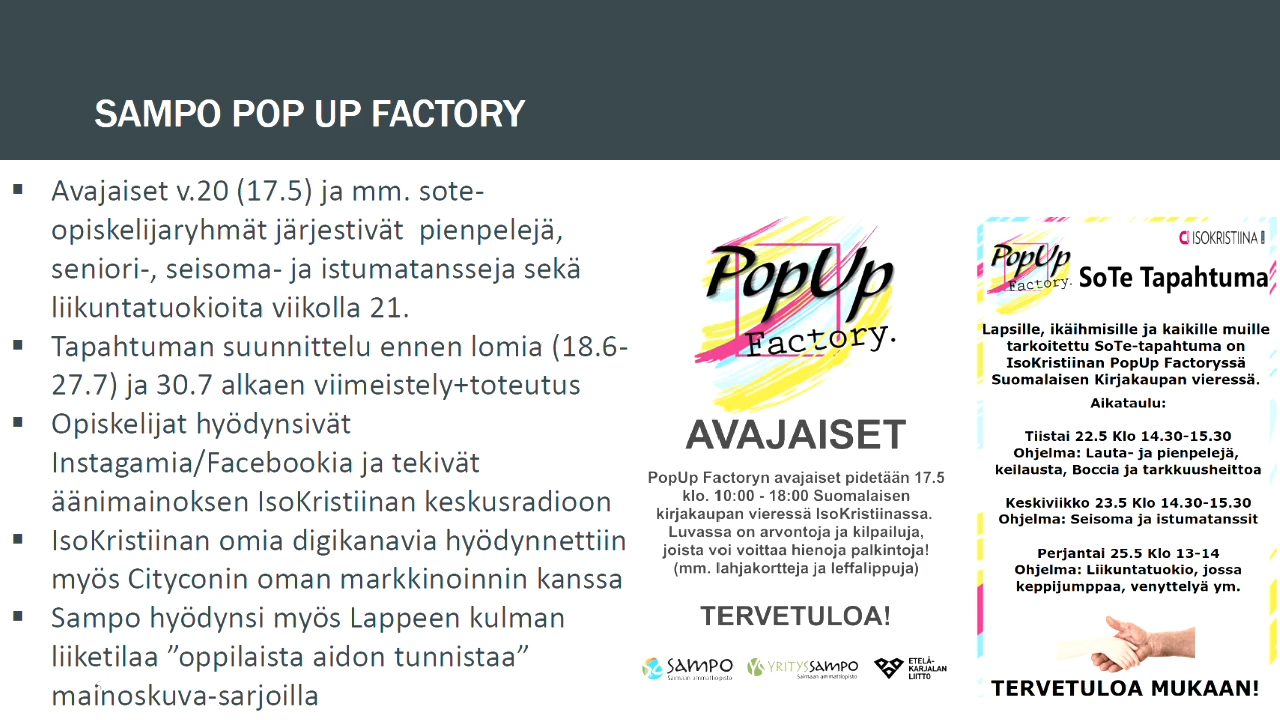 SAMPO POP UP FACTORY
▪ Avajaiset v.20 (17.5) ja mm. sote-
opiskelijaryhmät järjestivät pienpelejä,
seniori-, seisoma- ja istumatansseja sekä
liikuntatuokioita viikolla 21.
▪ Tapahtuman suunnittelu ennen lomia (18.6-
27.7) ja 30.7 alkaen viimeistely+toteutus
▪ Opiskelijat hyödynsivät
Instagamia/Facebookia ja tekivät
äänimainoksen IsoKristiinan keskusradioon
▪ IsoKristiinan omia digikanavia hyödynnettiin
myös Cityconin oman markkinoinnin kanssa
▪ Sampo hyödynsi myös Lappeen kulman
liiketilaa ”oppilaista aidon tunnistaa”
mainoskuva-sarjoilla
PopUp
Factory.
AVAJAISET
PopUp Factoryn avajaiset pidetään 17.5
klo. 10:00 - 18:00 Suomalaisen
kirjakaupan vieressä IsoKristiinassa.
Luvassa on arvontoja ja kilpailuja,
joista voi voittaa hienoja palkintoja!
(mm. lahjakortteja ja leffalippuja)
TERVETULOA!
SAMPO
Saimaan ammattiopisto
YRITYSSAMPO
Saimaan ammattiopisto
ETELÄ-
KARJALAN
LIITTO
ISOKRISTIINA
PopUp
Factory.
SoTe Tapahtuma
Lapsille, ikäihmisille ja kaikille muille
tarkoitettu SoTe-tapahtuma on
IsoKristiinan PopUp Factoryssä
Suomalaisen Kirjakaupan vieressä.
Aikataulu:
Tiistai 22.5 Klo 14.30-15.30
Ohjelma: Lauta- ja pienpelejä,
keilausta, Boccia ja tarkkuusheittoa
Keskiviikko 23.5 Klo 14.30-15.30
Ohjelma: Seisoma ja istumatanssit
Perjantai 25.5 Klo 13-14
Ohjelma: Liikuntatuokio, jossa
keppijumppaa, venyttelyä ym.
TERVETULOA MUKAAN!